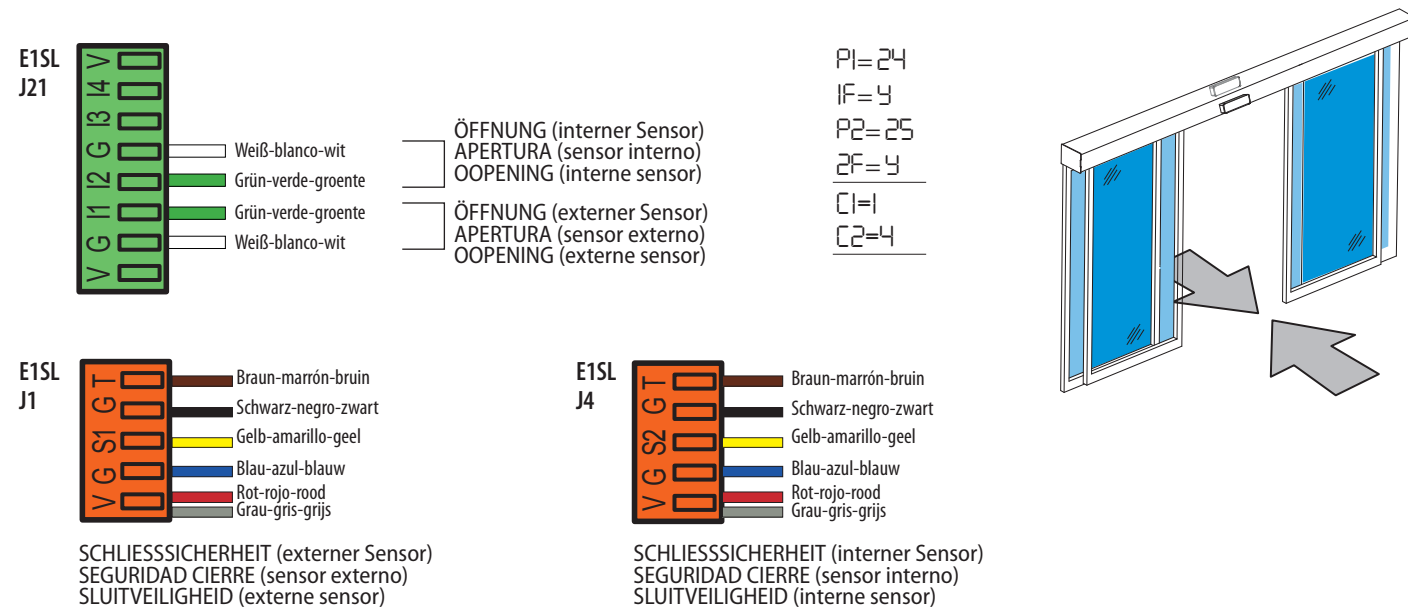 E1SL
J21
V
I4
I3
G
I2
I1
G
V
Weiß-blanco-wit
Grün-verde-groente
Grün-verde-groente
Weiß-blanco-wit
ÖFFNUNG (interner Sensor)
APERTURA (sensor interno)
OOPENING (interne sensor)
ÖFFNUNG (externer Sensor)
APERTURA (sensor externo)
OOPENING (externe sensor)
P1=24
1F=y
P2=25
2F=y
C1=1
C2=4
E1SL
J1
T
G
S1
G
V
Braun-marrón-bruin
Schwarz-negro-zwart
Gelb-amarillo-geel
Blau-azul-blauw
Rot-rojo-rood
Grau-gris-grijs
SCHLIESSSICHERHEIT (externer Sensor)
SEGURIDAD CIERRE (sensor externo)
SLUITVEILIGHEID (externe sensor)
E1SL
J4
T
G
S2
G
V
Braun-marrón-bruin
Schwarz-negro-zwart
Gelb-amarillo-geel
Blau-azul-blauw
Rot-rojo-rood
Grau-gris-grijs
SCHLIESSSICHERHEIT (interner Sensor)
SEGURIDAD CIERRE (sensor interno)
SLUITVEILIGHEID (interne sensor)